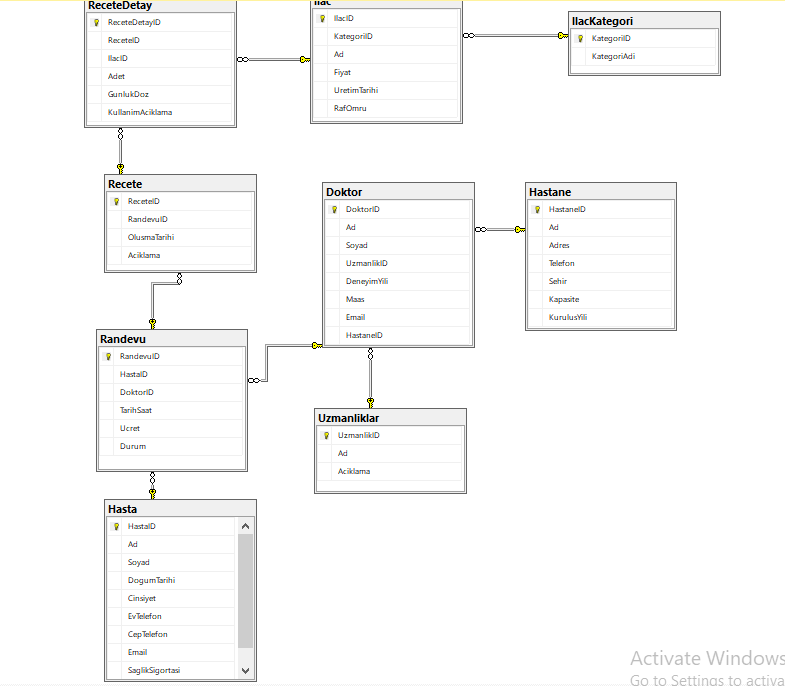 ReceteDetay
ReceteDetayID
ReceteID
IlacID
Adet
GunlukDoz
KullanimAciklama
Ilac
IlacID
KategoriID
Ad
Fiyat
UretimTarihi
RafOmru
IlacKategori
KategoriID
KategoriAdi
Recete
ReceteID
RandevuID
OlusmaTarihi
Aciklama
Doktor
DoktorID
Ad
Soyad
UzmanlikID
DeneyimYili
Maas
Email
HastaneID
Hastane
HastaneID
Ad
Adres
Telefon
Sehir
Kapasite
KurulusYili
Randevu
RandevuID
HastaID
DoktorID
TarihSaat
Ucret
Durum
Uzmanliklar
UzmanlikID
Ad
Aciklama
Hasta
HastaID
Ad
Soyad
DogumTarihi
Cinsiyet
EvTelefon
CepTelefon
Email
SaglikSigortasi
Activate Windows
Go to Settings to activa